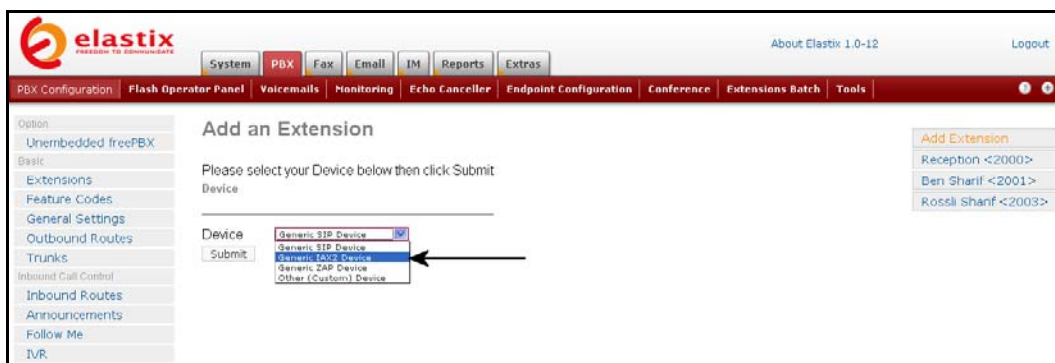 elastix
FREEDOM TO COMMUNICATE
About Elastix 1.0-12
Logout
System
PBX
Fax
Email
IM
Reports
Extras
PBX Configuration
Flash Operator Panel
Voicemails
Monitoring
Echo Canceller
Endpoint Configuration
Conference
Extensions Batch
Tools
Option
Unembedded freePBX
Basic
Extensions
Feature Codes
General Settings
Outbound Routes
Trunks
Inbound Call Control
Inbound Routes
Announcements
Follow Me
IVR
Add an Extension
Please select your Device below then click Submit
Device
Device
Generic SIP Device
Submit
Generic SIP Device
Generic IAX2 Device
Generic ZAP Device
Other (Custom) Device
Add Extension
Reception <2000>
Ben Sharif <2001>
Rossli Sharif <2003>